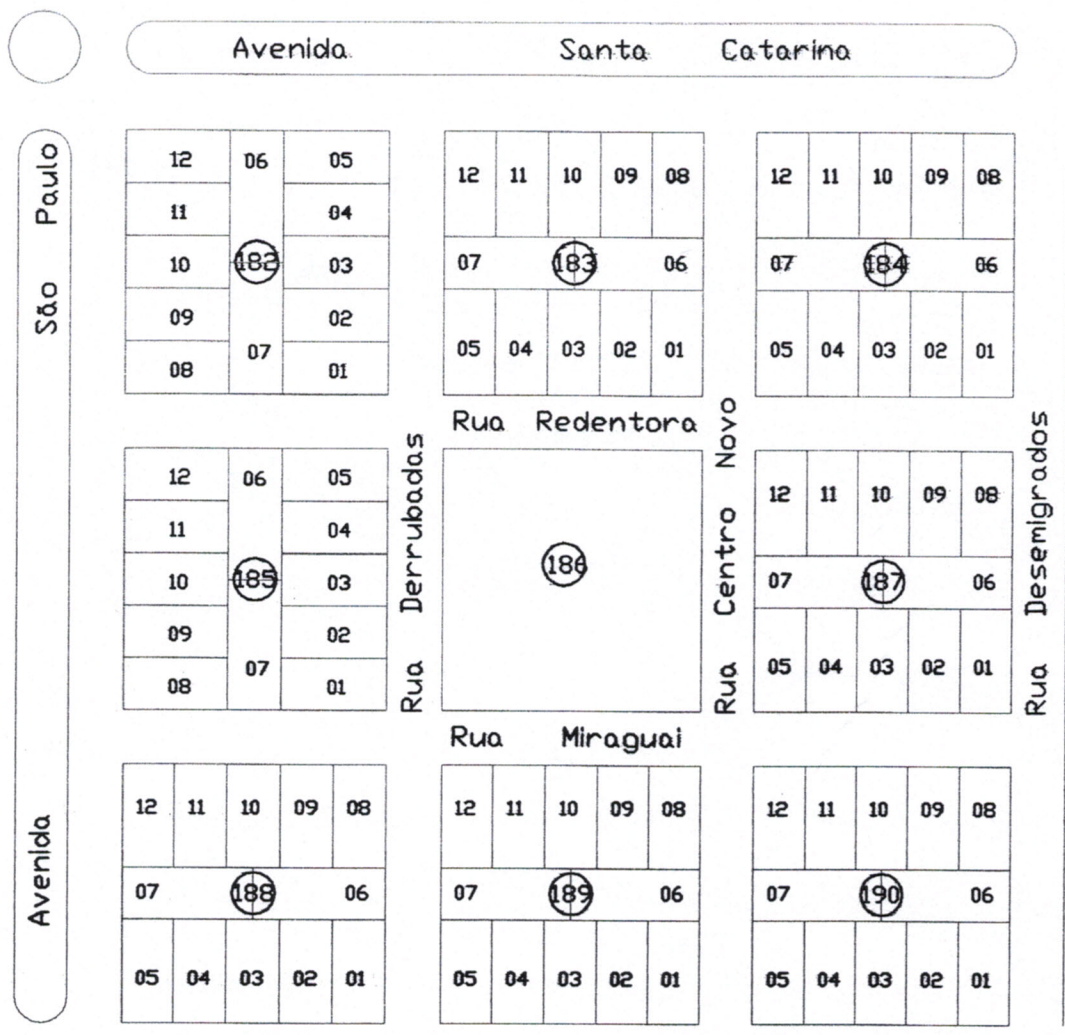 Avenida Santa Catarina
São Paulo
12 06 05
11 04
10 182 03
09 02
08 07 01
12 11 10 09 08
07 183 06
05 04 03 02 01
12 11 10 09 08
07 184 06
05 04 03 02 01
Rua Redentora
12 06 05
11 04
10 185 03
09 02
08 07 01
Rua Derrubadas
186
Rua Centro Novo
12 11 10 09 08
07 187 06
05 04 03 02 01
Rua Desemigrados
Rua Miraguai
Avenida
12 11 10 09 08
07 188 06
05 04 03 02 01
12 11 10 09 08
07 189 06
05 04 03 02 01
12 11 10 09 08
07 190 06
05 04 03 02 01